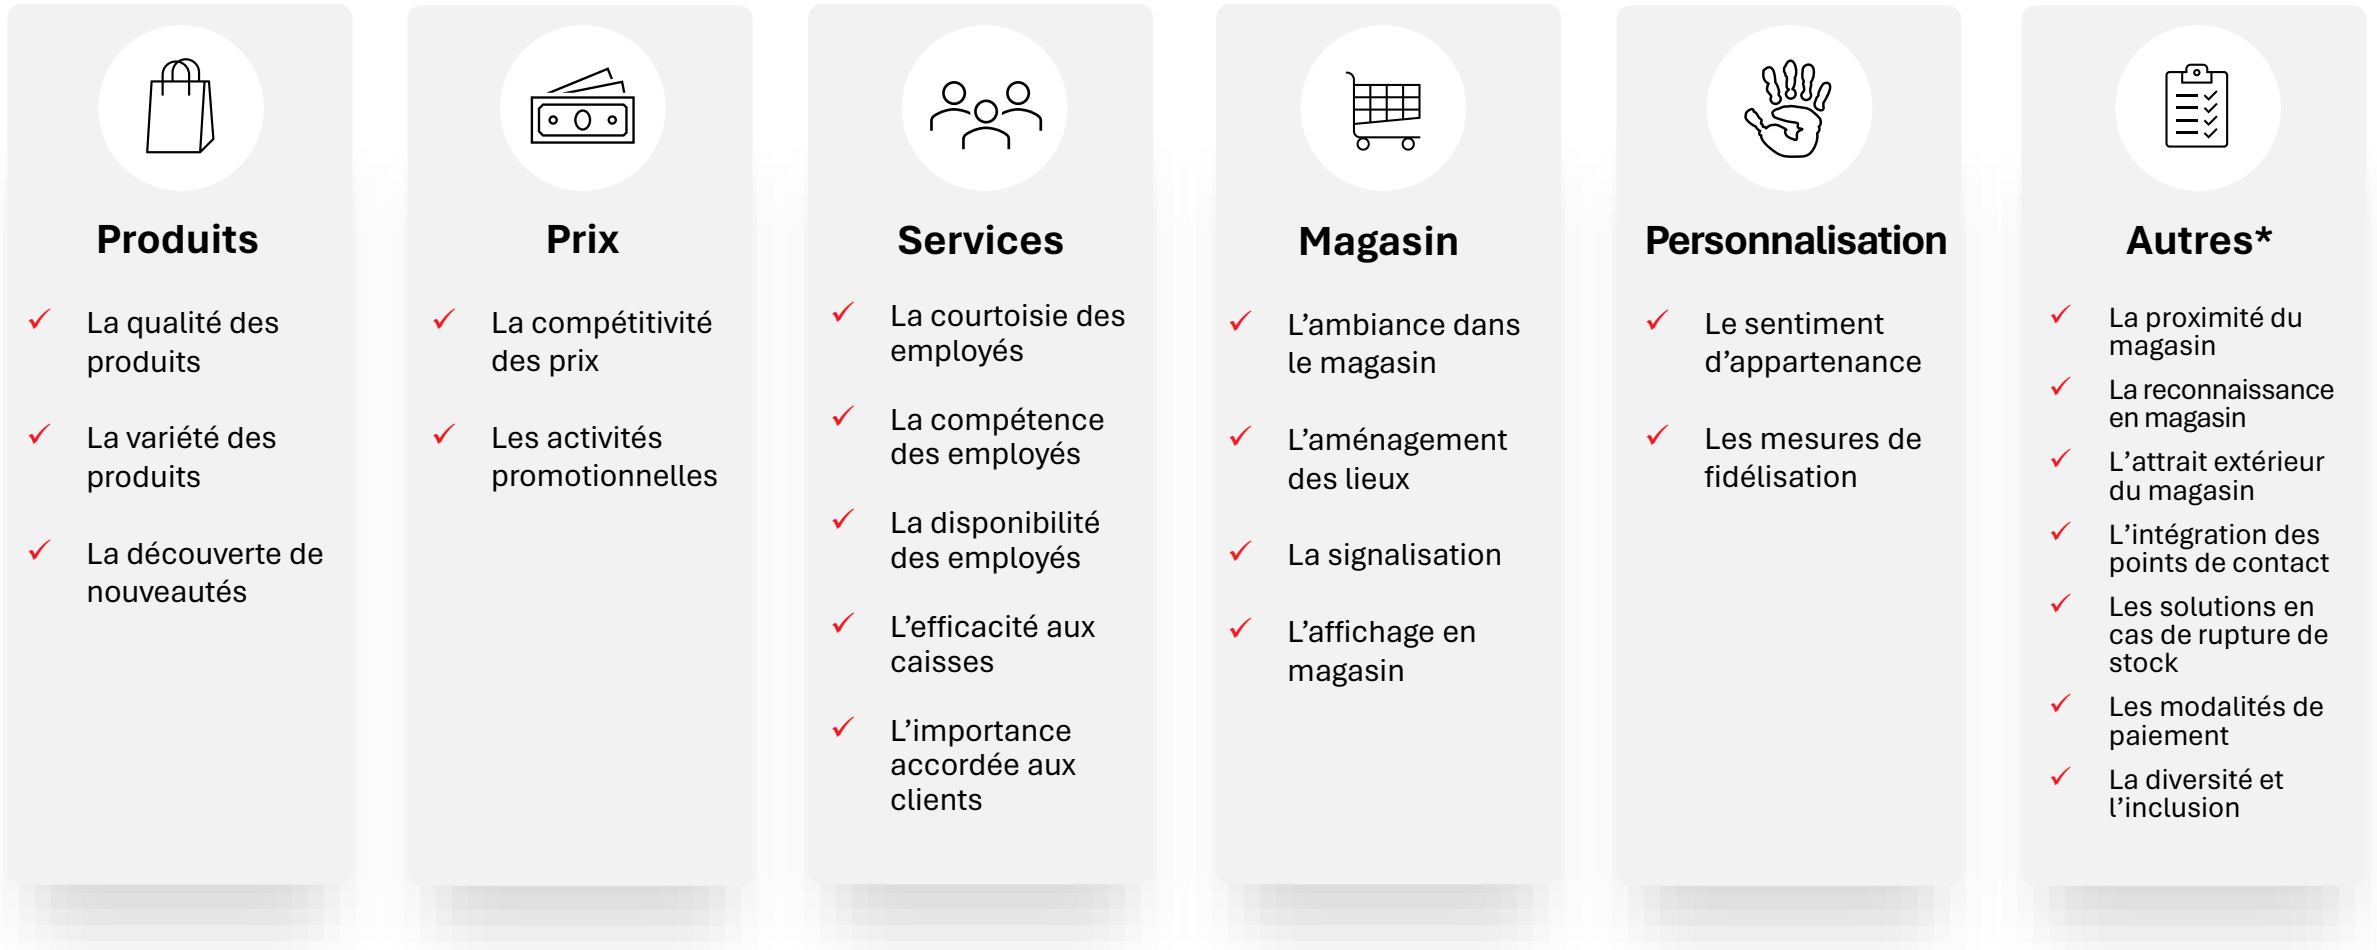 Produits
La qualité des
produits
La variété des
produits
La découverte de
nouveautés
Prix
La compétitivité
des prix
Les activités
promotionnelles
Services
La courtoisie des
employés
La compétence
des employés
La disponibilité
des employés
L’efficacité aux
caisses
L’importance
accordée aux
clients
Magasin
L’ambiance dans
le magasin
L’aménagement
des lieux
La signalisation
L’affichage en
magasin
Personnalisation
Le sentiment
d’appartenance
Les mesures de
fidélisation
Autres*
La proximité du
magasin
La reconnaissance
en magasin
L’attrait extérieur
du magasin
L’intégration des
points de contact
Les solutions en
cas de rupture de
stock
Les modalités de
paiement
La diversité et
l’inclusion